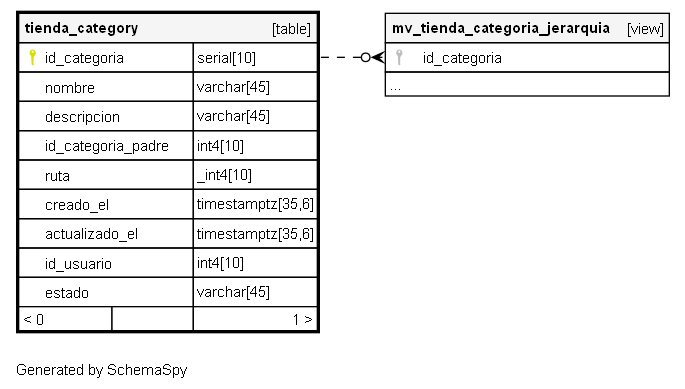 tienda_category [table]
id_categoria serial[10]
nombre varchar[45]
descripcion varchar[45]
id_categoria_padre int4[10]
ruta _int4[10]
creado_el timestamptz[35,6]
actualizado_el timestamptz[35,6]
id_usuario int4[10]
estado varchar[45]
< 0 1 >
mv_tienda_categoria_jerarquia [view]
id_categoria
...
Generated by SchemaSpy